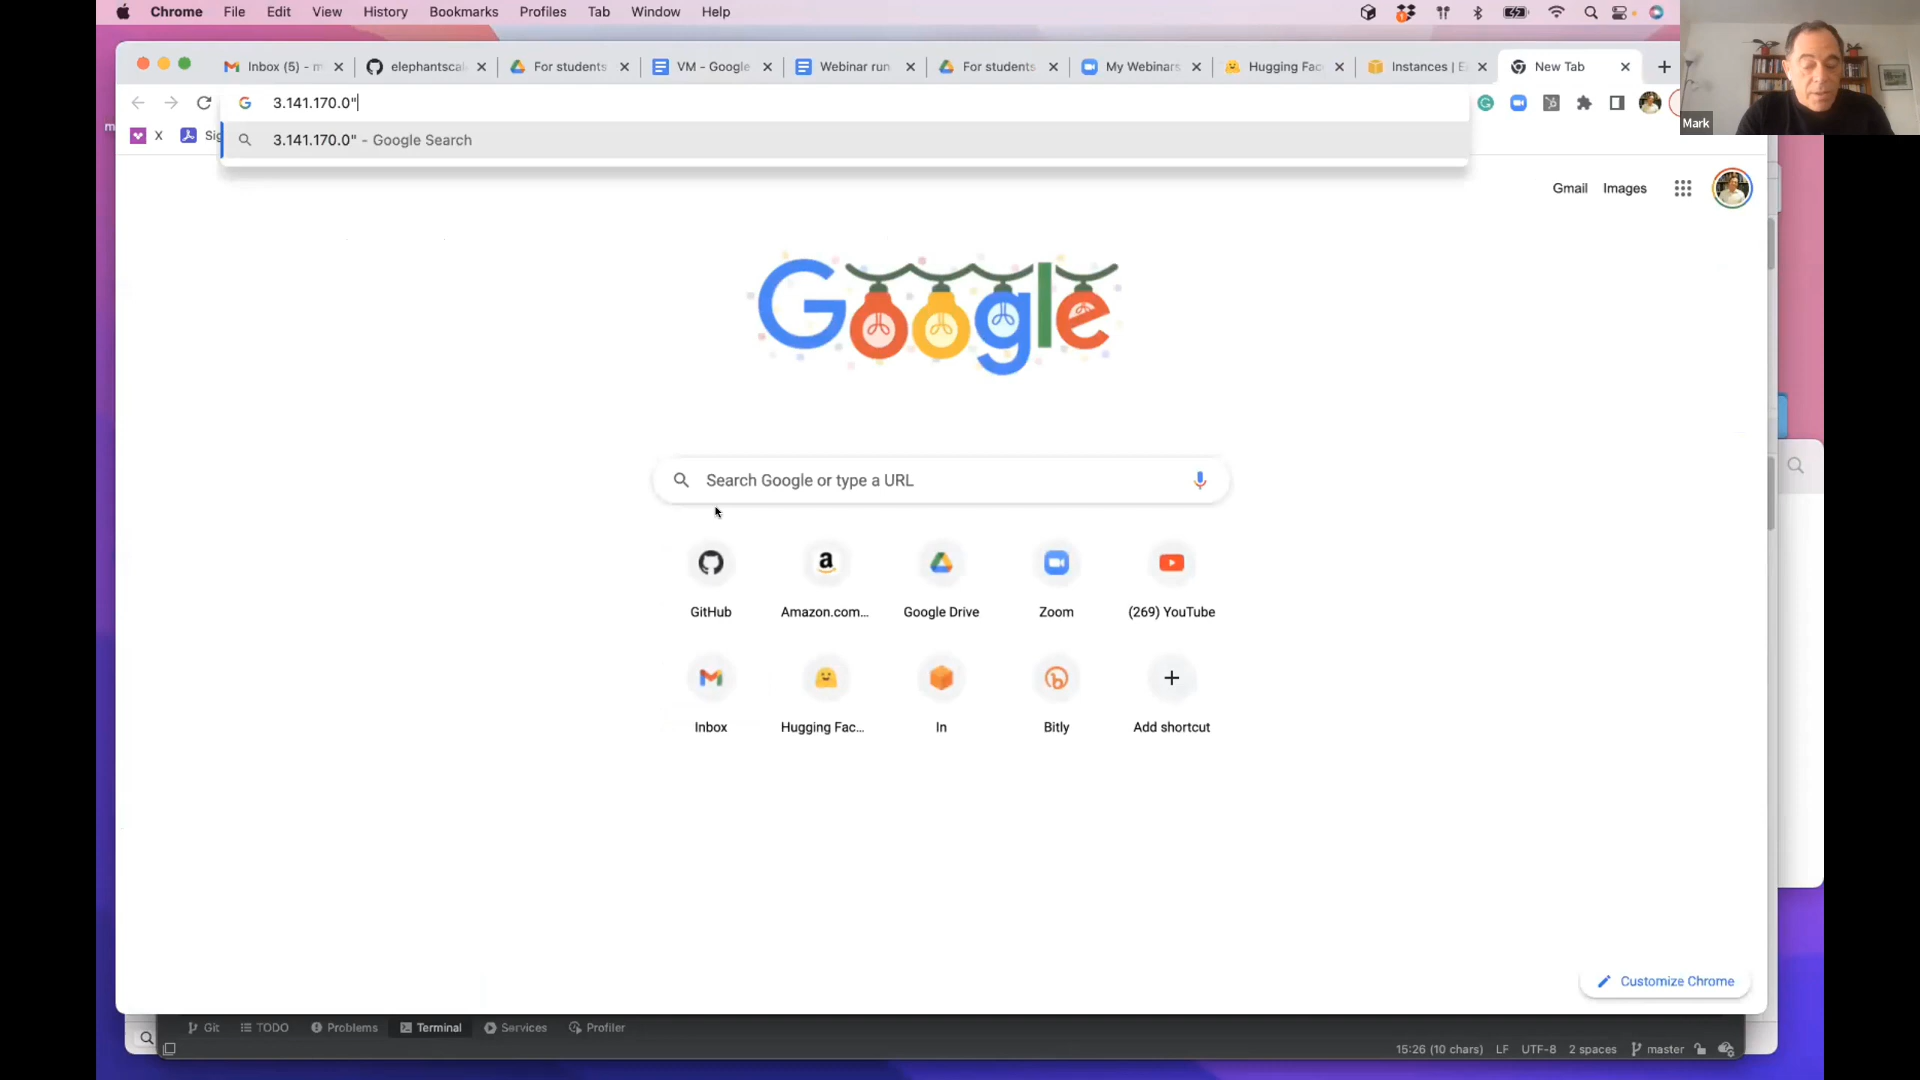 Chrome File Edit View History Bookmarks Profiles Tab Window Help
Inbox (5) - m
elephantscal
For students
VM - Google
Webinar run
For students
My Webinars
Hugging Fac
Instances | E
New Tab
3.141.170.0"
X
Sig
3.141.170.0" - Google Search
Mark
Gmail Images
Google
Search Google or type a URL
GitHub
Amazon.com...
Google Drive
Zoom
(269) YouTube
Inbox
Hugging Fac...
In
Bitly
Add shortcut
Customize Chrome
Git TODO Problems Terminal Services Profiler
15:26 (10 chars) LF UTF-8 2 spaces master